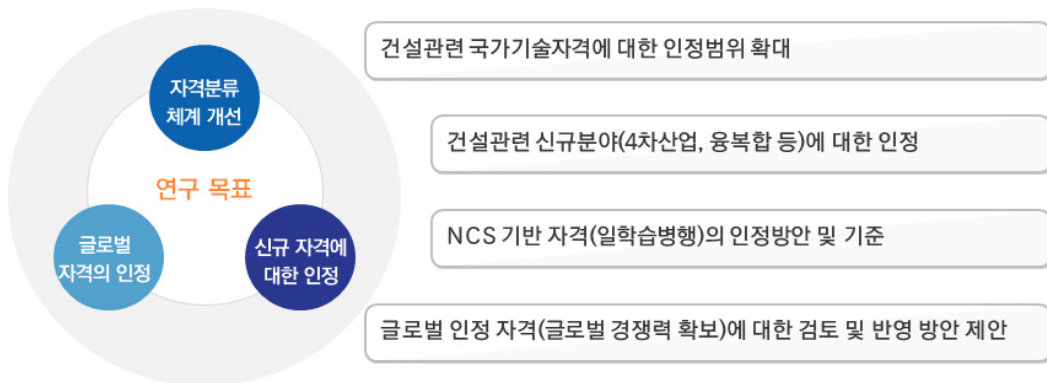 자격분류
체계 개선
연구 목표
글로벌
자격의 인정
신규 자격에
대한 인정
건설관련 국가기술자격에 대한 인정범위 확대
건설관련 신규분야(4차산업, 융복합 등)에 대한 인정
NCS 기반 자격(일학습병행)의 인정방안 및 기준
글로벌 인정 자격(글로벌 경쟁력 확보)에 대한 검토 및 반영 방안 제안